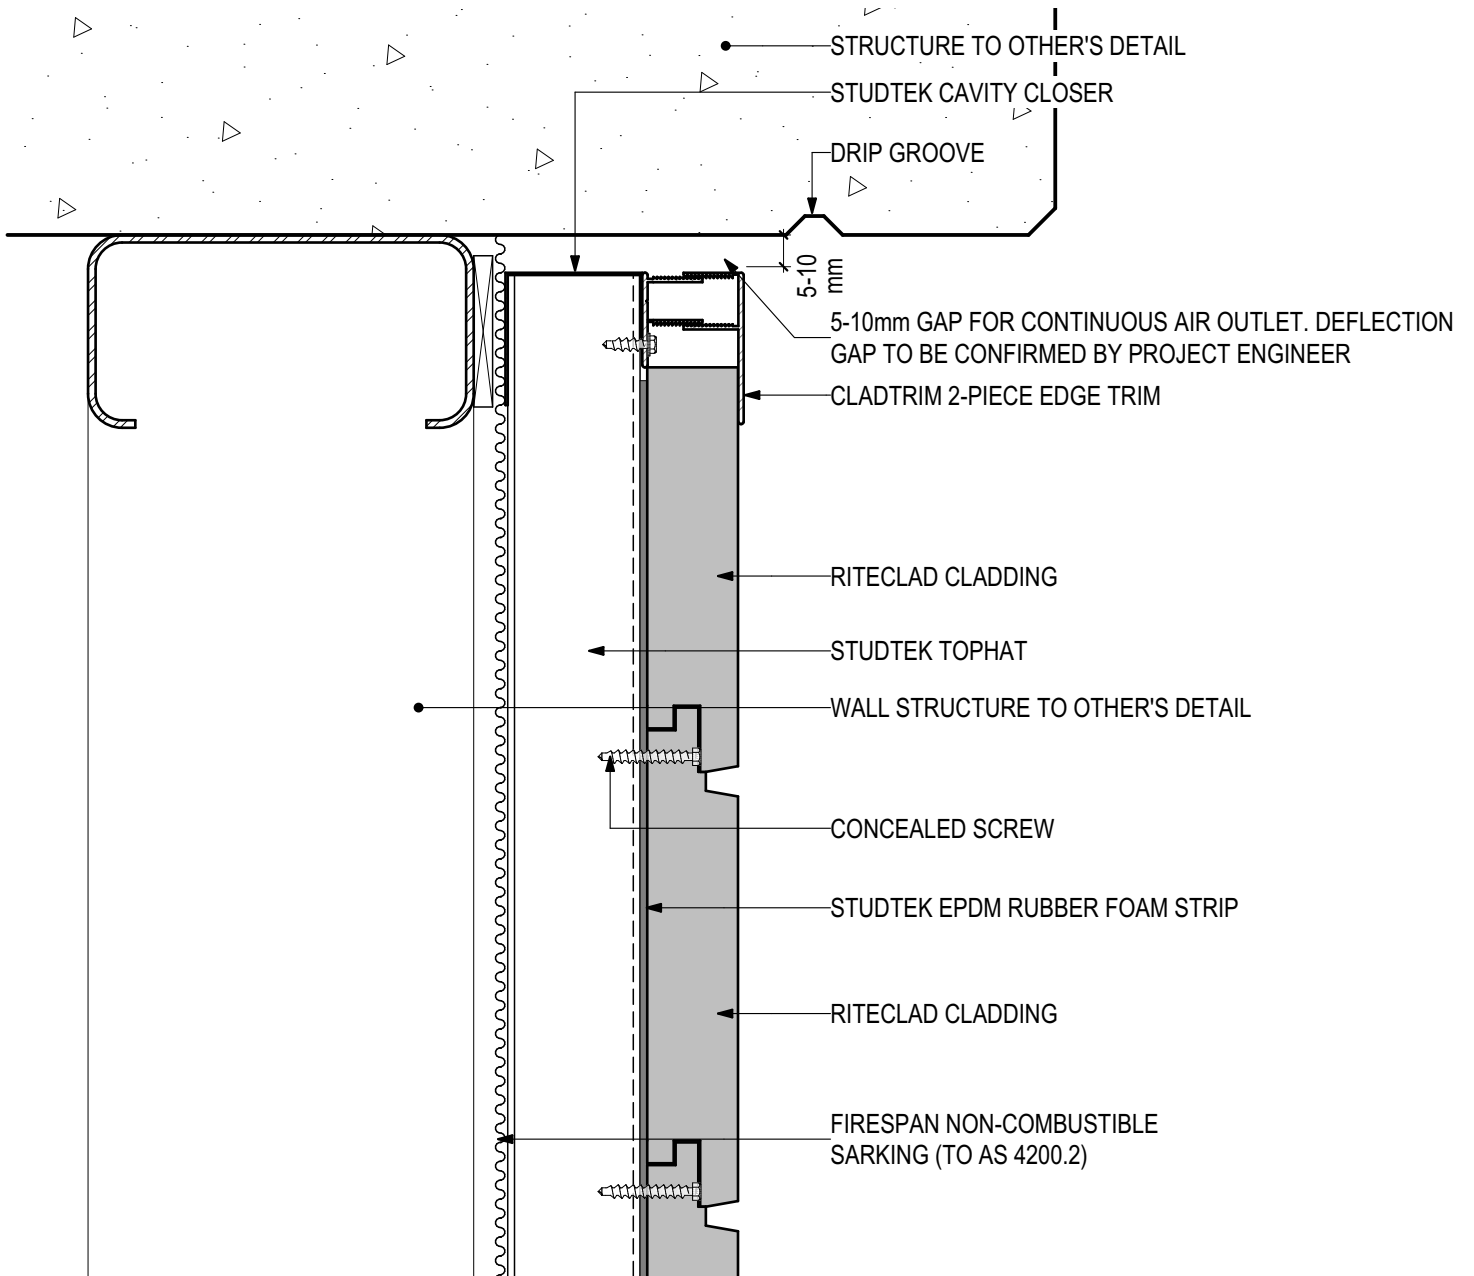 STRUCTURE TO OTHER'S DETAIL
STUDTEK CAVITY CLOSER
DRIP GROOVE
5-10
mm
5-10mm GAP FOR CONTINUOUS AIR OUTLET. DEFLECTION
GAP TO BE CONFIRMED BY PROJECT ENGINEER
CLADTRIM 2-PIECE EDGE TRIM
RITECLAD CLADDING
STUDTEK TOPHAT
WALL STRUCTURE TO OTHER'S DETAIL
CONCEALED SCREW
STUDTEK EPDM RUBBER FOAM STRIP
RITECLAD CLADDING
FIRESPAN NON-COMBUSTIBLE
SARKING (TO AS 4200.2)